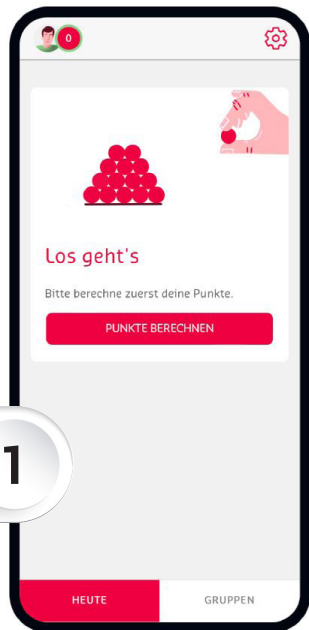 0
Los geht's
Bitte berechne zuerst deine Punkte.
PUNKTE BERECHNEN
1
HEUTE GRUPPEN